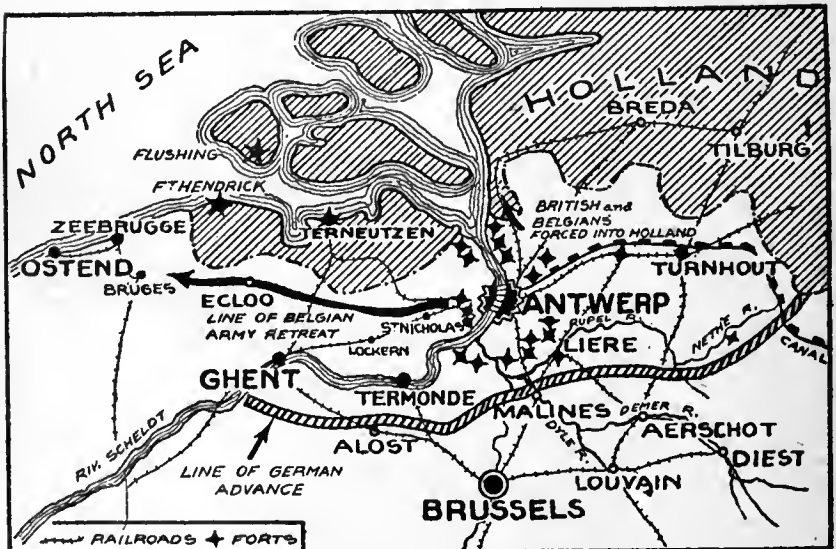 NORTH SEA
HOLLAND
BREDA
TILBURG
FLUSHING
FT HENDRICK
BRITISH and
BELGIANS
FORCED INTO HOLLAND
ZEEBRUGGE
TERNEUTZEN
OSTEND
TURNHOUT
BRUGES
ECLOO
ANTWERP
LINE OF BELGIAN
ARMY RETREAT
ST NICHOLAS
RUPEL R.
NETHE R.
LOCKERN
LIERE
CANAL
GHENT
TERMONDE
MALINES
DEMER R.
ALOST
DYLE R.
AERSCHOT
RIV. SCHELDT
LINE OF GERMAN
ADVANCE
DIEST
LOUVAIN
BRUSSELS
RAILROADS FORTS